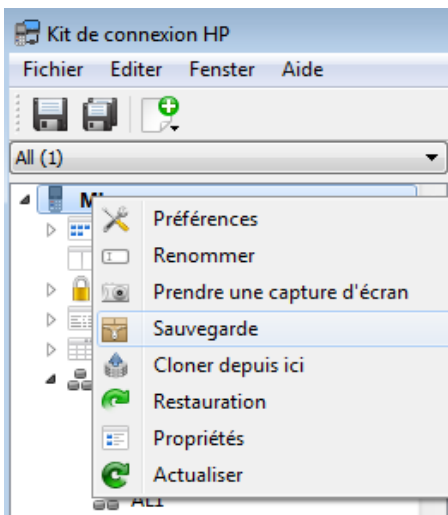 Kit de connexion HP
Fichier Editer Fenster Aide
All (1)
Préférences
Renommer
Prendre une capture d'écran
Sauvegarde
Cloner depuis ici
Restauration
Propriétés
Actualiser